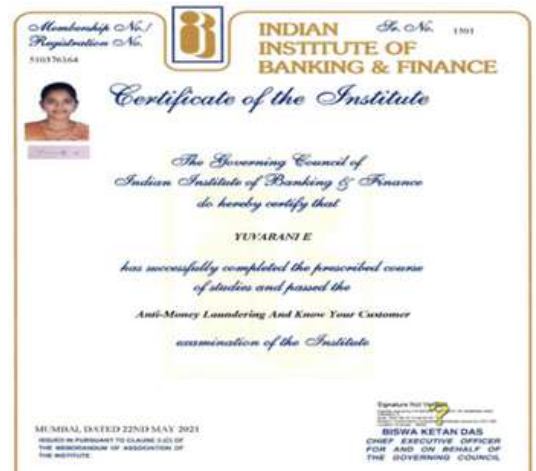 Membership No./
Registration No.
510376164
INDIAN
INSTITUTE OF
BANKING & FINANCE
Sr. No. 1501
Certificate of the Institute
The Governing Council of
Indian Institute of Banking & Finance
do hereby certify that
YUVARANI E
has successfully completed the prescribed course
of studies and passed the
Anti-Money Laundering And Know Your Customer
examination of the Institute
MUMBAI, DATED 22ND MAY 2021
ISSUED IN PURSUANT TO CLAUSE 3.(C) OF
THE MEMORANDUM OF ASSOCIATION OF
THE INSTITUTE
Signature Not
BISWA KETAN DAS
CHIEF EXECUTIVE OFFICER
FOR AND ON BEHALF OF
THE GOVERNING COUNCIL